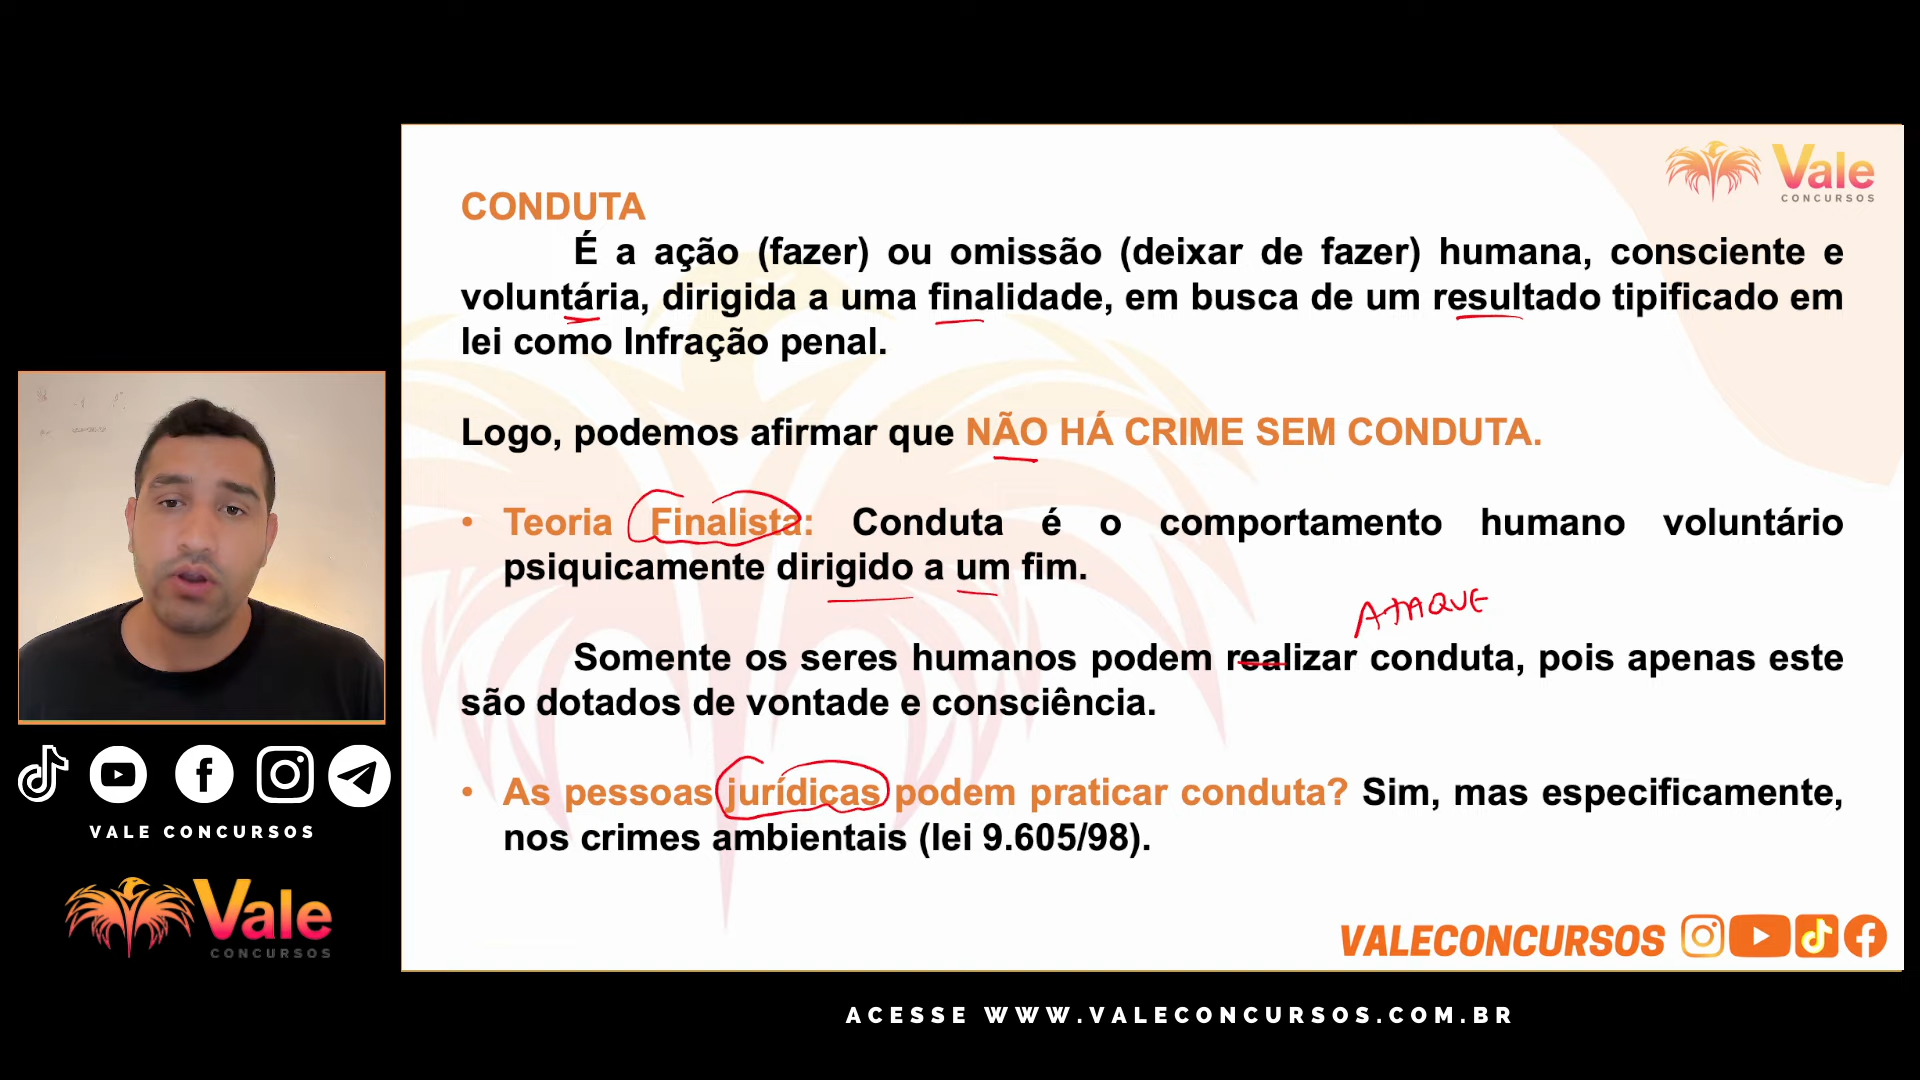 Vale
CONCURSOS
CONDUTA
É a ação (fazer) ou omissão (deixar de fazer) humana, consciente e
voluntária, dirigida a uma finalidade, em busca de um resultado tipificado em
lei como Infração penal.
Logo, podemos afirmar que NÃO HÁ CRIME SEM CONDUTA.
• Teoria Finalista: Conduta é o comportamento humano voluntário
psiquicamente dirigido a um fim.
ATAQUE
Somente os seres humanos podem realizar conduta, pois apenas este
são dotados de vontade e consciência.
• As pessoas jurídicas podem praticar conduta? Sim, mas especificamente,
nos crimes ambientais (lei 9.605/98).
VALE CONCURSOS
Vale
CONCURSOS
VALECONCURSOS
ACESSE WWW.VALECONCURSOS.COM.BR